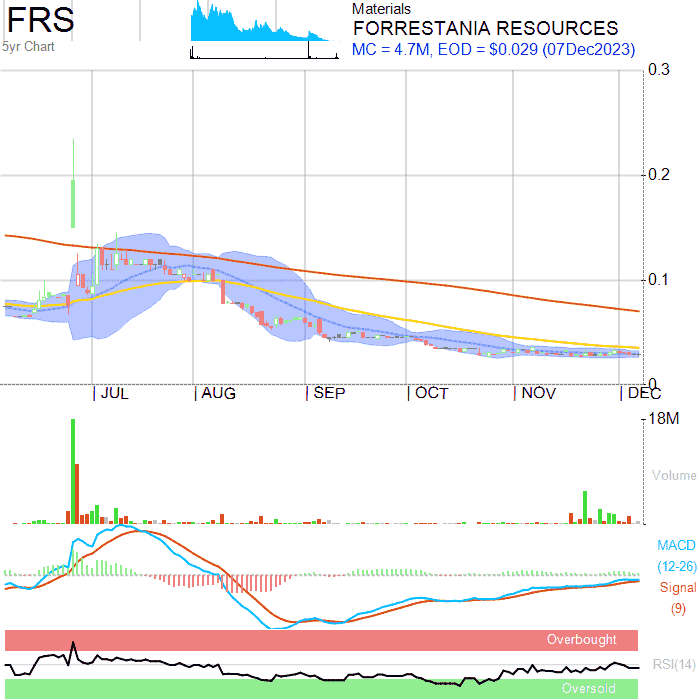 FRS
5yr Chart
Materials
FORRESTANIA RESOURCES
MC = 4.7M, EOD = $0.029 (07Dec2023)
0.3
0.2
0.1
0
JUL AUG SEP OCT NOV DEC
18M
Volume
MACD
(12-26)
Signal
(9)
Overbought
RSI(14)
Oversold